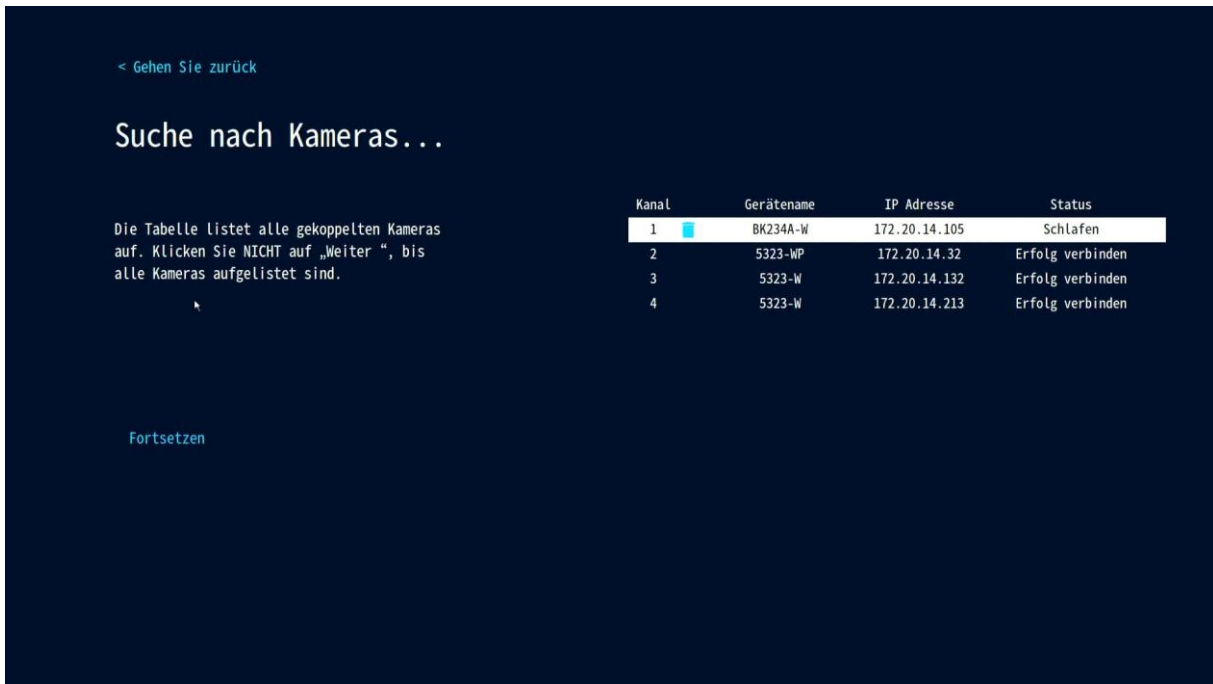 < Gehen Sie zurück
Suche nach Kameras...
Die Tabelle listet alle gekoppelten Kameras
auf. Klicken Sie NICHT auf „Weiter “, bis
alle Kameras aufgelistet sind.
Fortsetzen
Kanal Gerätename IP Adresse Status
1 BK234A-W 172.20.14.105 Schlafen
2 5323-WP 172.20.14.32 Erfolg verbinden
3 5323-W 172.20.14.132 Erfolg verbinden
4 5323-W 172.20.14.213 Erfolg verbinden